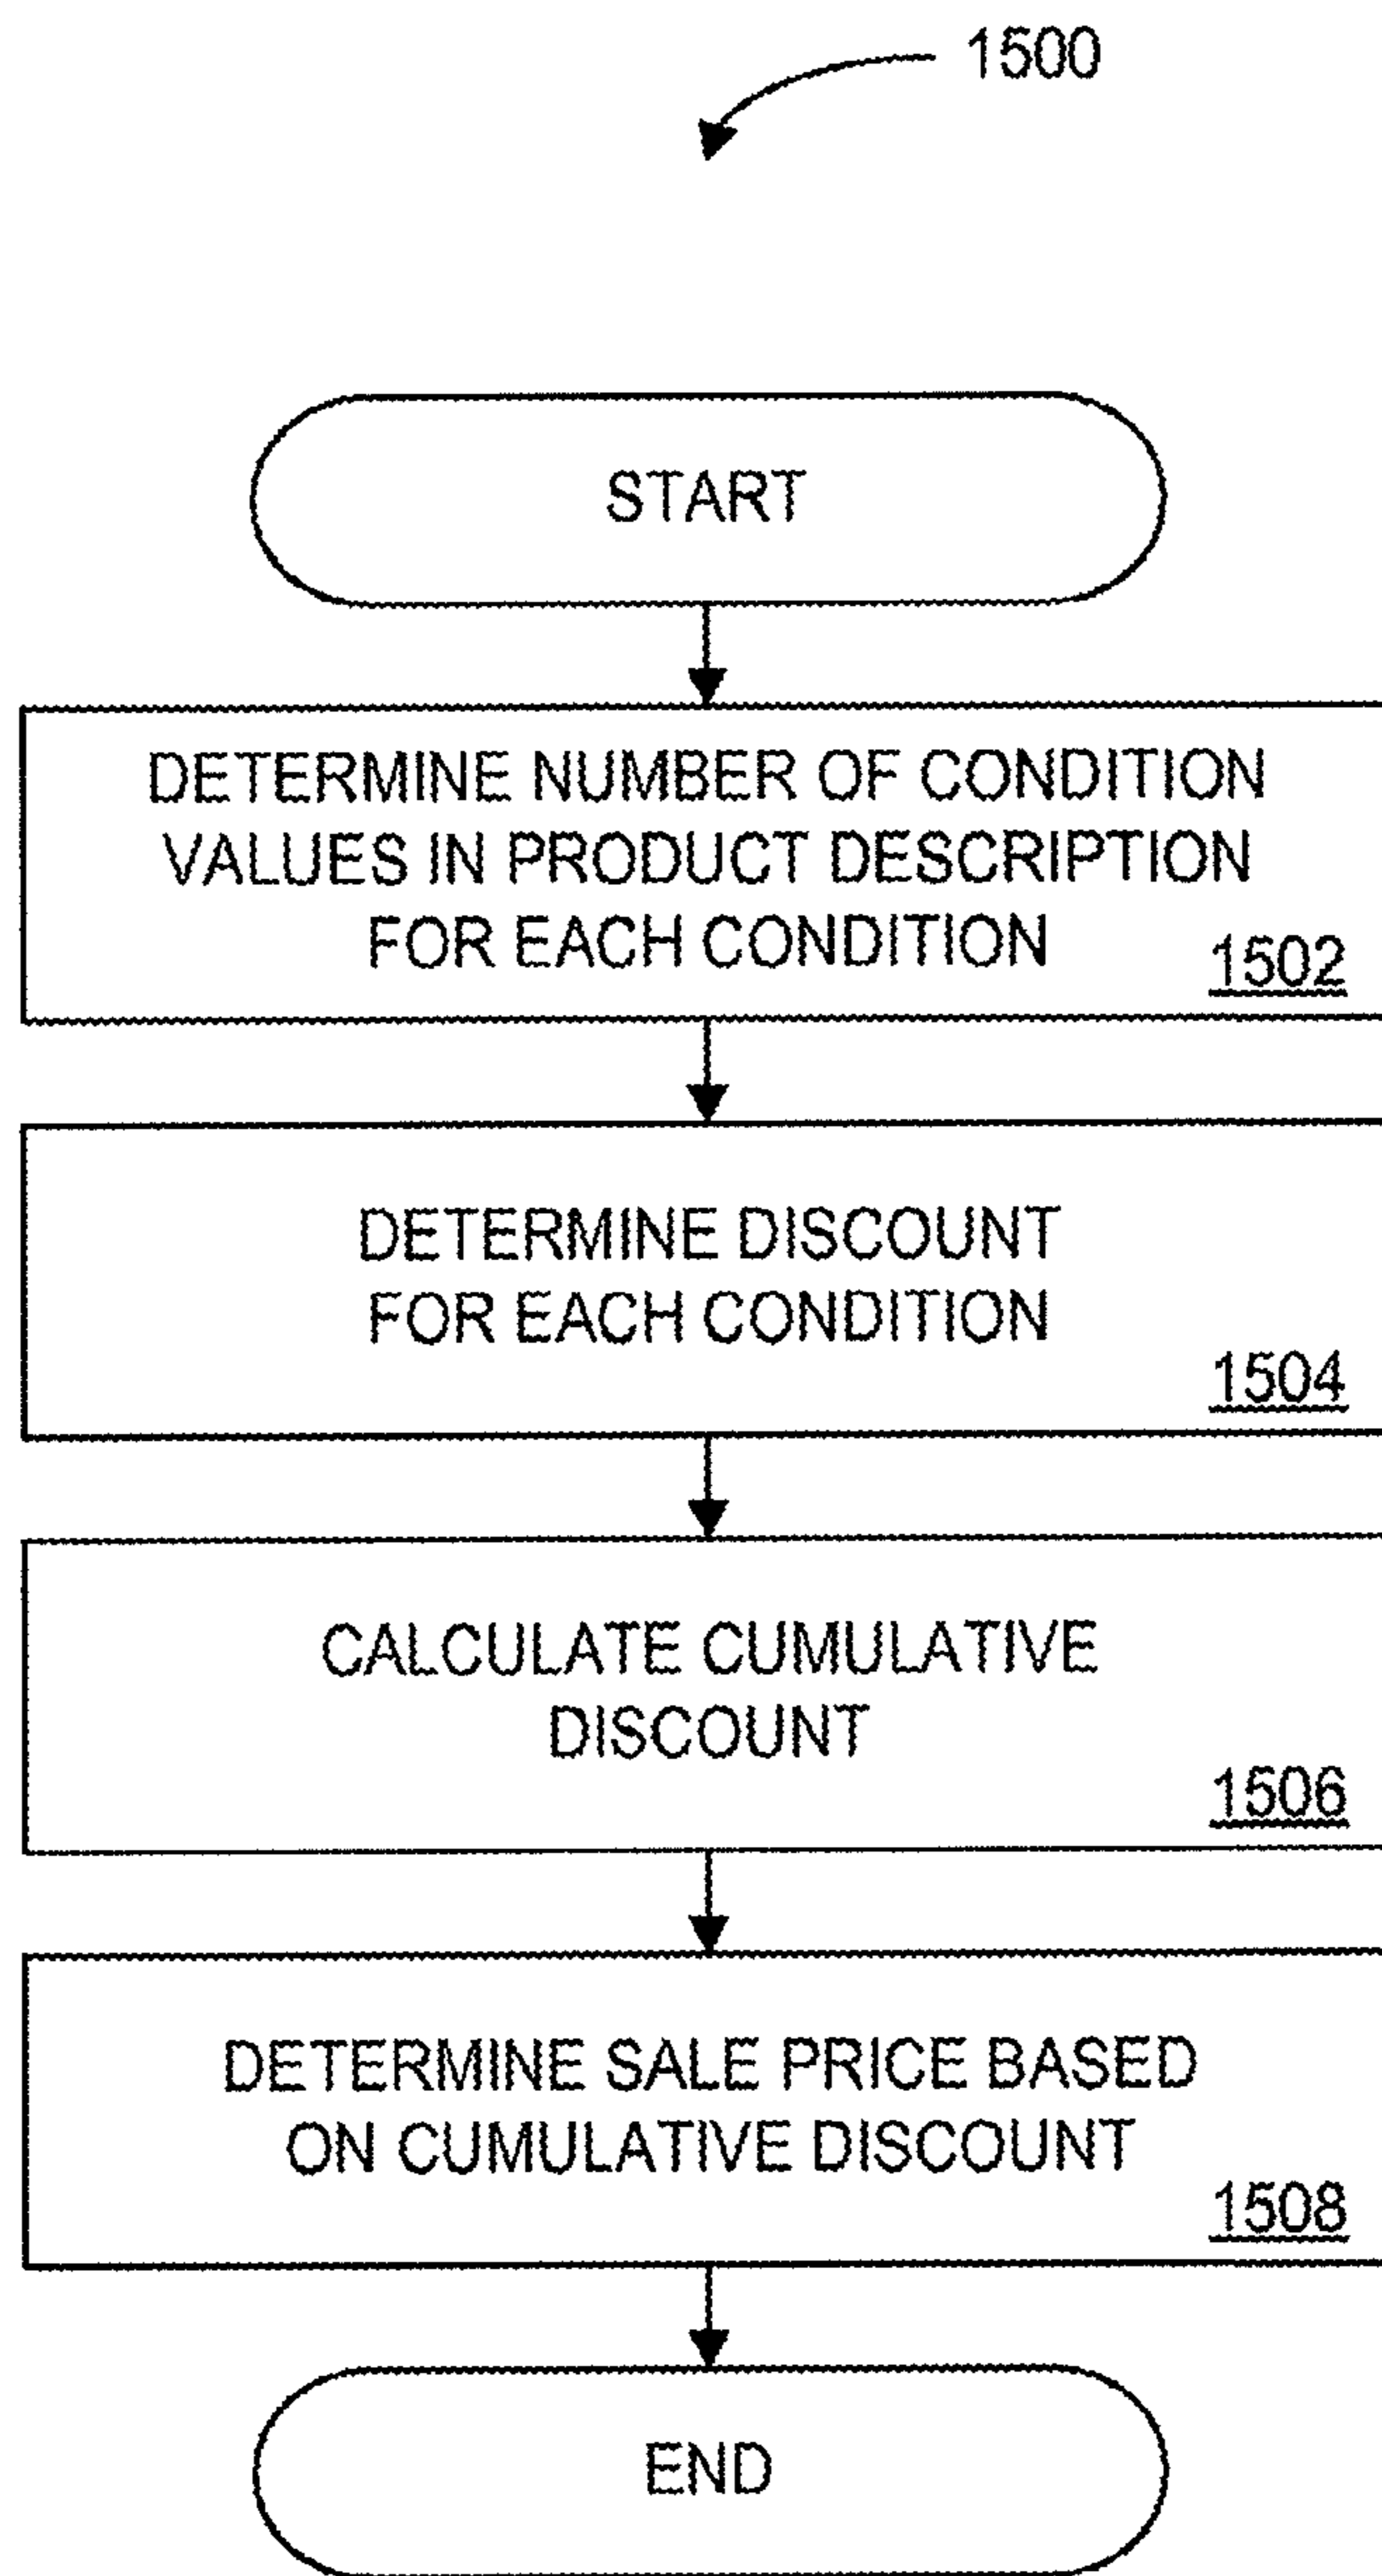 1500
START
DETERMINE NUMBER OF CONDITION
VALUES IN PRODUCT DESCRIPTION
FOR EACH CONDITION
1502
DETERMINE DISCOUNT
FOR EACH CONDITION
1504
CALCULATE CUMULATIVE
DISCOUNT
1506
DETERMINE SALE PRICE BASED
ON CUMULATIVE DISCOUNT
1508
END